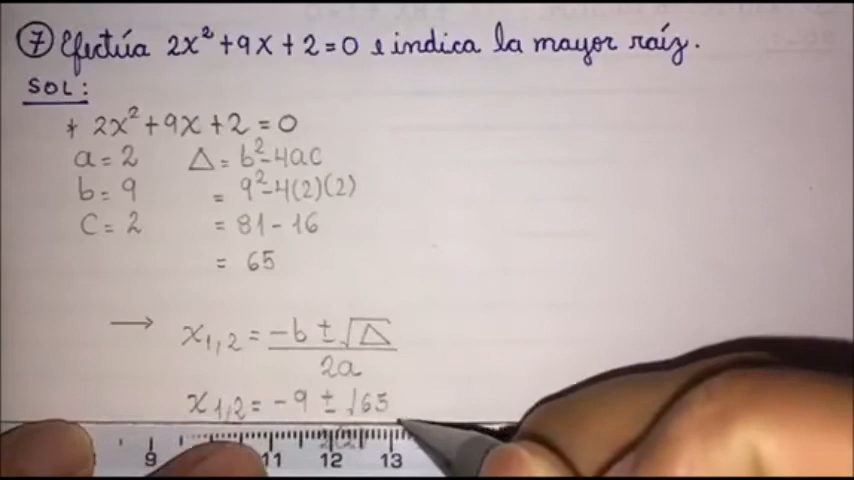 7 Efectúa 2x² + 9x + 2 = 0 e indica la mayor raíz.
SOL:
* 2x² + 9x + 2 = 0
a = 2 Δ = b² - 4ac
b = 9 = 9² - 4(2)(2)
c = 2 = 81 - 16
= 65
→ x₁,₂ = -b ± √Δ
2a
x₁,₂ = -9 ± √65
9 11 12 13